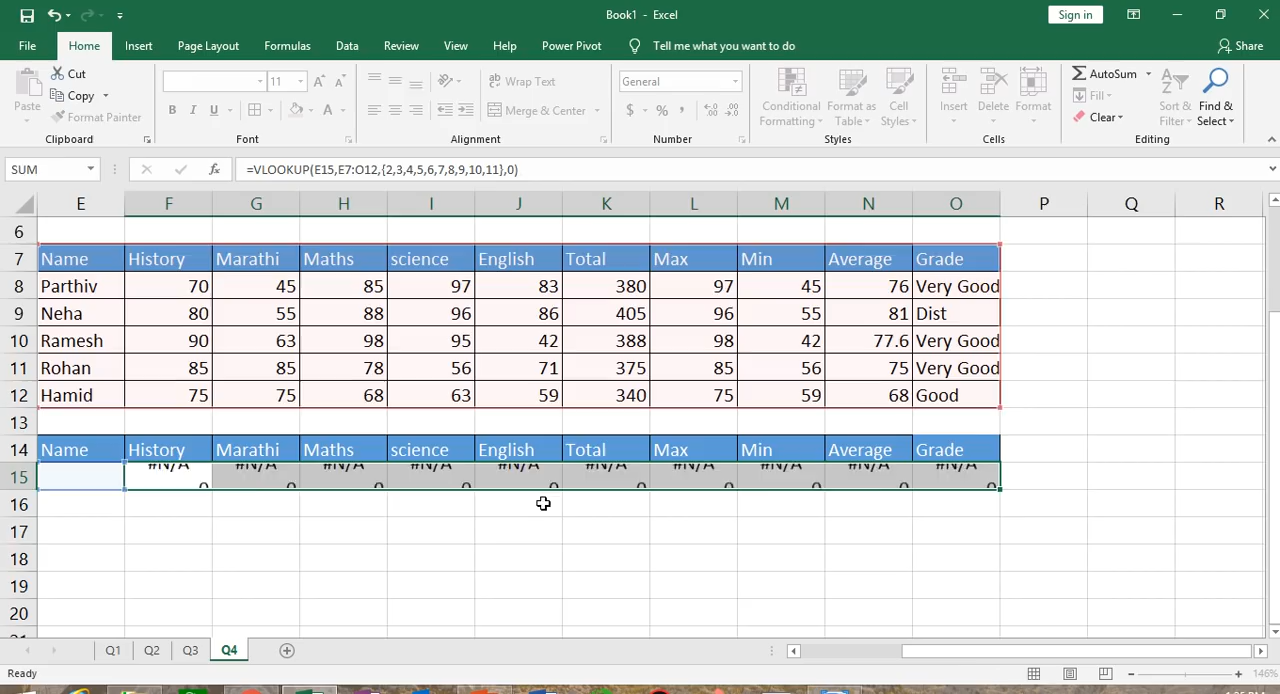 Book1 - Excel
Sign in
File Home Insert Page Layout Formulas Data Review View Help Power Pivot Tell me what you want to do Share
Paste Cut Copy Format Painter Clipboard
11 B I U A A A Font
Wrap Text Merge & Center Alignment
General $ % , Number
Conditional Formatting Format as Table Cell Styles Styles
Insert Delete Format Cells
AutoSum Fill Clear Sort & Filter Find & Select Editing
SUM fx =VLOOKUP(E15,E7:O12,{2,3,4,5,6,7,8,9,10,11},0)
E F G H I J K L M N O P Q R
6
7 Name History Marathi Maths science English Total Max Min Average Grade
8 Parthiv 70 45 85 97 83 380 97 45 76 Very Good
9 Neha 80 55 88 96 86 405 96 55 81 Dist
10 Ramesh 90 63 98 95 42 388 98 42 77.6 Very Good
11 Rohan 85 85 78 56 71 375 85 56 75 Very Good
12 Hamid 75 75 68 63 59 340 75 59 68 Good
13
14 Name History Marathi Maths science English Total Max Min Average Grade
15 #N/A #N/A #N/A #N/A #N/A #N/A #N/A #N/A #N/A #N/A
16
17
18
19
20
Q1 Q2 Q3 Q4
Ready 146%